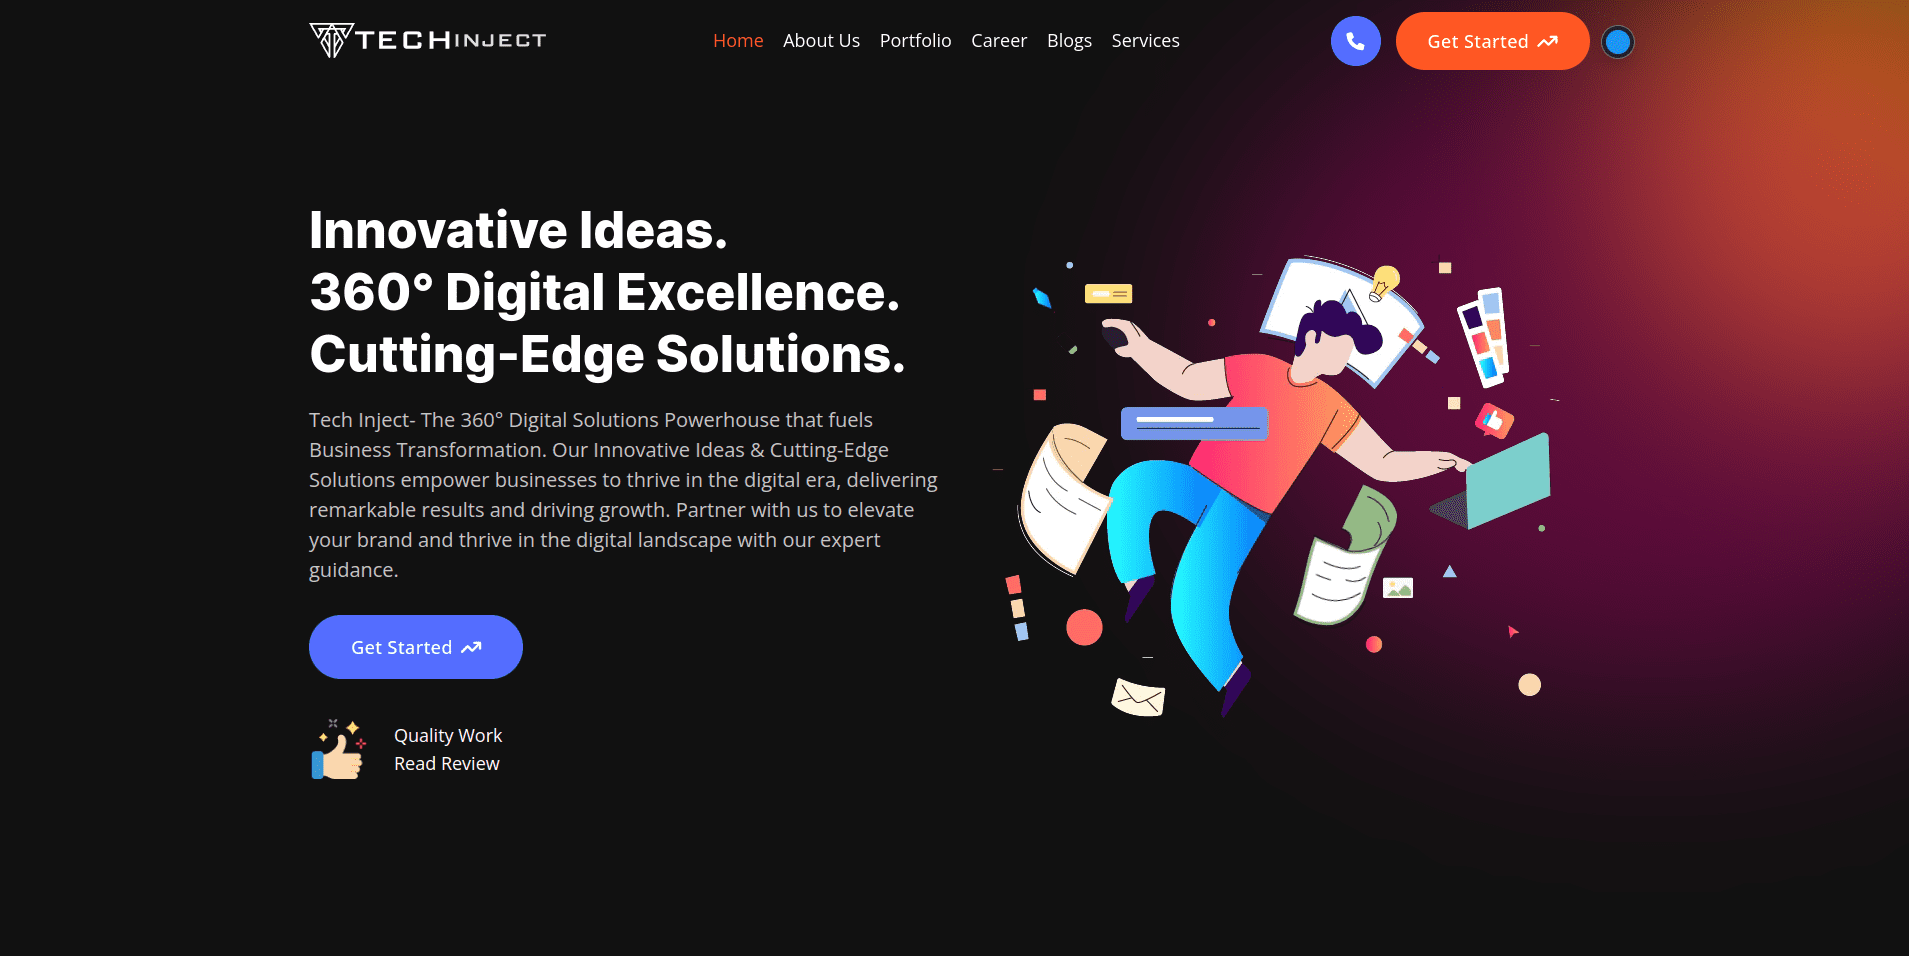 TECHINJECT
Home About Us Portfolio Career Blogs Services
Get Started
Innovative Ideas.
360° Digital Excellence.
Cutting-Edge Solutions.
Tech Inject- The 360° Digital Solutions Powerhouse that fuels
Business Transformation. Our Innovative Ideas & Cutting-Edge
Solutions empower businesses to thrive in the digital era, delivering
remarkable results and driving growth. Partner with us to elevate
your brand and thrive in the digital landscape with our expert
guidance.
Get Started
Quality Work
Read Review